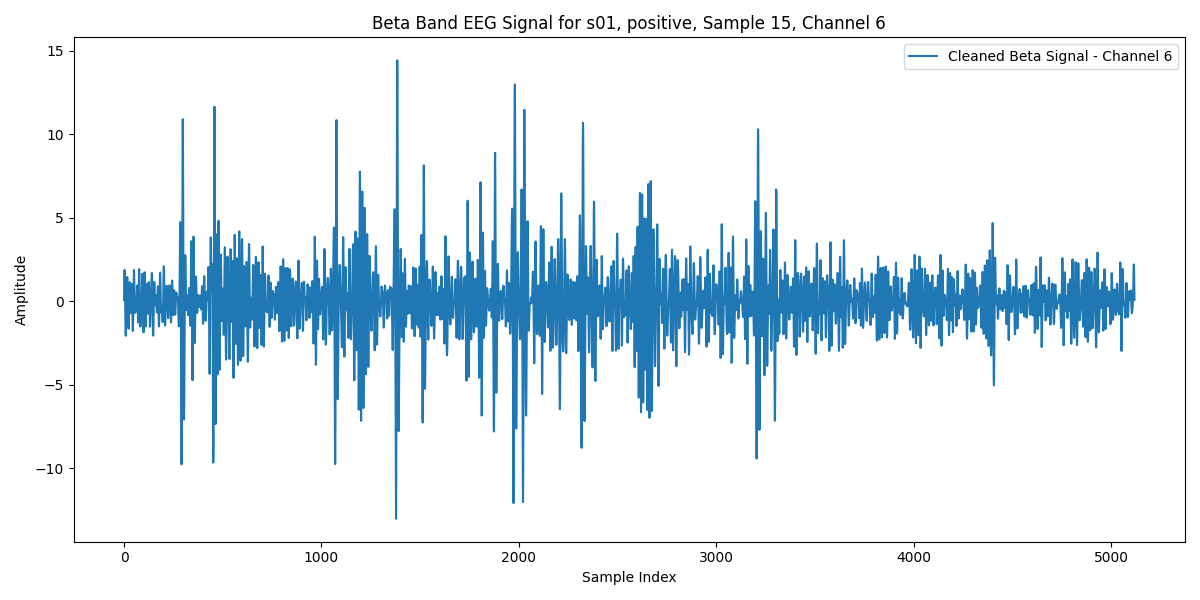 Beta Band EEG Signal for s01, positive, Sample 15, Channel 6
Cleaned Beta Signal - Channel 6
15
10
5
0
−5
−10
Amplitude
0 1000 2000 3000 4000 5000
Sample Index